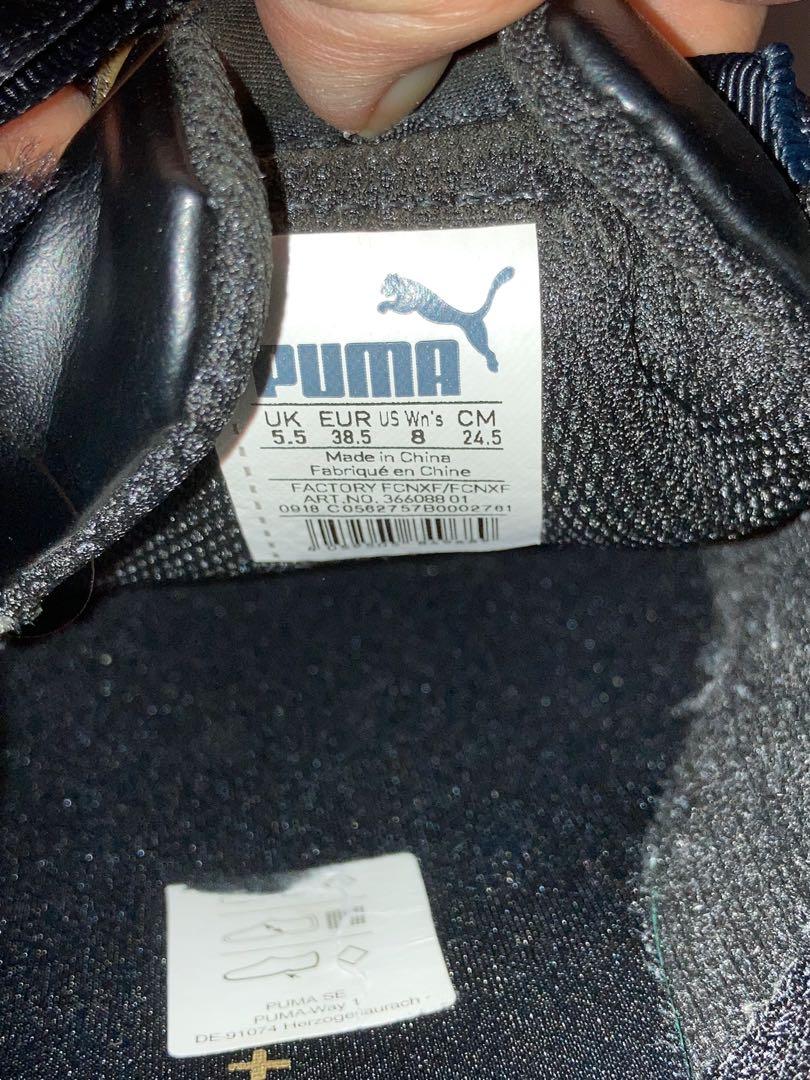 PUMA
UK EUR US Wn's CM
5.5 38.5 8 24.5
Made in China
Fabriqué en Chine
FACTORY FCNXF/FCNXF
ART.NO. 366088 01
0918 C0562757B0002761
PUMA SE
PUMA-Way 1
DE-91074 Herzogenaurach